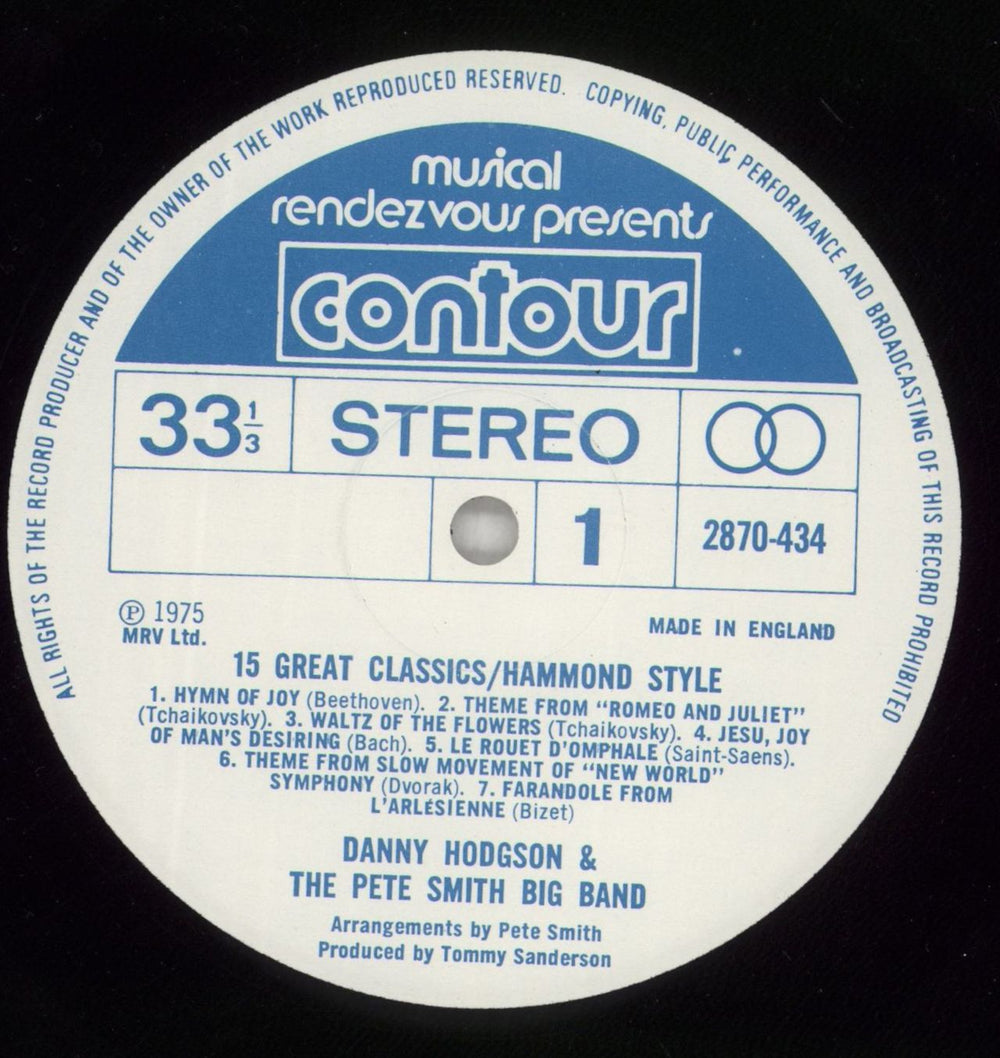 ALL RIGHTS OF THE RECORD PRODUCER AND OF THE OWNER OF THE WORK REPRODUCED RESERVED. COPYING, PUBLIC PERFORMANCE AND BROADCASTING OF THIS RECORD PROHIBITED
musical
rendezvous presents
contour
33 1/3 STEREO
1 2870-434
Ⓟ 1975
MRV Ltd.
MADE IN ENGLAND
15 GREAT CLASSICS/HAMMOND STYLE
1. HYMN OF JOY (Beethoven). 2. THEME FROM "ROMEO AND JULIET"
(Tchaikovsky). 3. WALTZ OF THE FLOWERS (Tchaikovsky). 4. JESU, JOY
OF MAN'S DESIRING (Bach). 5. LE ROUET D'OMPHALE (Saint-Saens).
6. THEME FROM SLOW MOVEMENT OF "NEW WORLD"
SYMPHONY (Dvorak). 7. FARANDOLE FROM
L'ARLéSIENNE (Bizet)
DANNY HODGSON &
THE PETE SMITH BIG BAND
Arrangements by Pete Smith
Produced by Tommy Sanderson